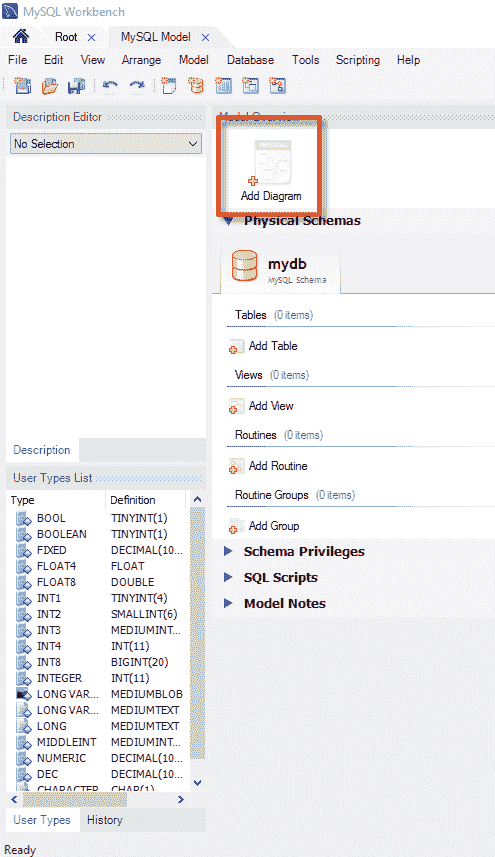 MySQL Workbench
Root
MySQL Model
File Edit View Arrange Model Database Tools Scripting Help
Description Editor
No Selection
Description
User Types List
Type Definition
BOOL TINYINT(1)
BOOLEAN TINYINT(1)
FIXED DECIMAL(10...
FLOAT4 FLOAT
FLOAT8 DOUBLE
INT1 TINYINT(4)
INT2 SMALLINT(6)
INT3 MEDIUMINT...
INT4 INT(11)
INT8 BIGINT(20)
INTEGER INT(11)
LONG VAR... MEDIUMBLOB
LONG VAR... MEDIUMTEXT
LONG MEDIUMTEXT
MIDDLEINT MEDIUMINT...
NUMERIC DECIMAL(10...
DEC DECIMAL(10...
CHARACTER CHAR(1)
User Types History
Ready
Model Overview
PHYSICAL
Add Diagram
Physical Schemas
mydb
MySQL Schema
Tables (0 items)
Add Table
Views (0 items)
Add View
Routines (0 items)
Add Routine
Routine Groups (0 items)
Add Group
Schema Privileges
SQL Scripts
Model Notes